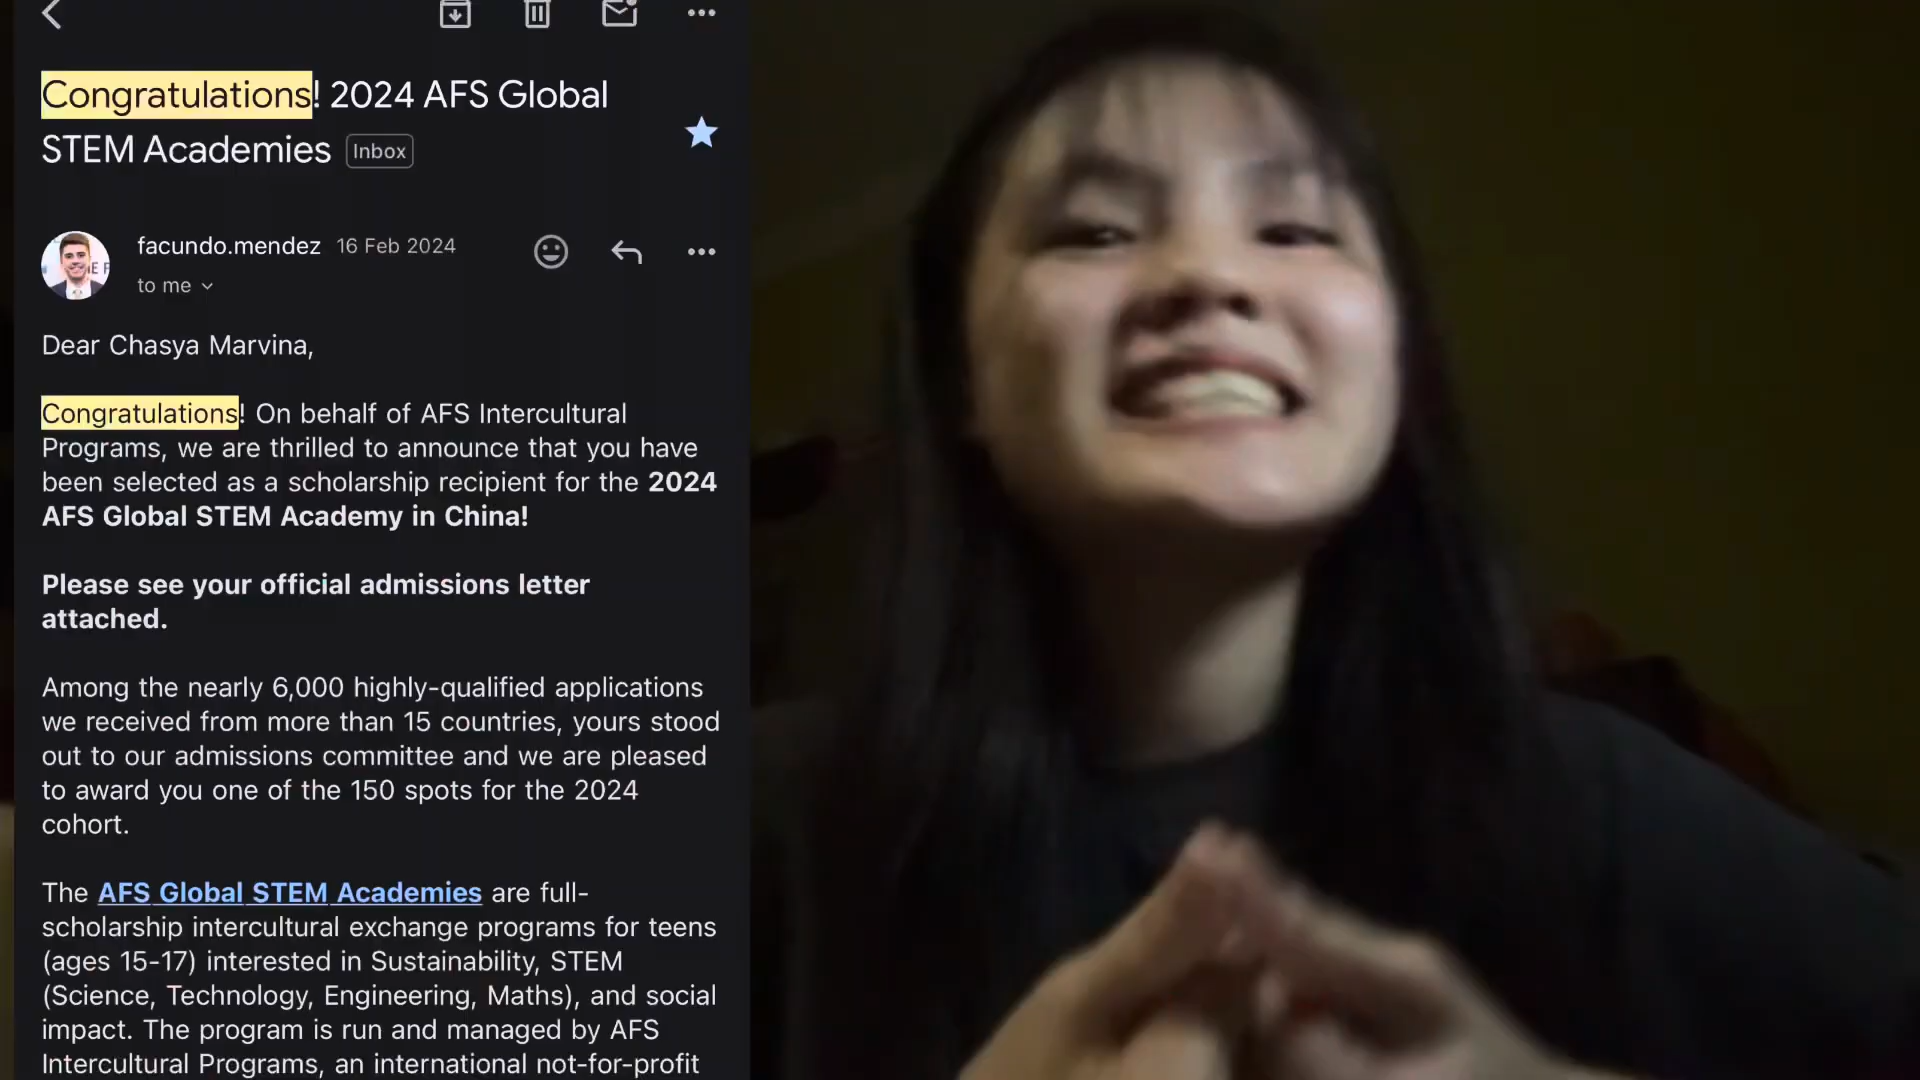 Congratulations! 2024 AFS Global
STEM Academies Inbox
facundo.mendez 16 Feb 2024
to me
Dear Chasya Marvina,
Congratulations! On behalf of AFS Intercultural
Programs, we are thrilled to announce that you have
been selected as a scholarship recipient for the 2024
AFS Global STEM Academy in China!
Please see your official admissions letter
attached.
Among the nearly 6,000 highly-qualified applications
we received from more than 15 countries, yours stood
out to our admissions committee and we are pleased
to award you one of the 150 spots for the 2024
cohort.
The AFS Global STEM Academies are full-
scholarship intercultural exchange programs for teens
(ages 15-17) interested in Sustainability, STEM
(Science, Technology, Engineering, Maths), and social
impact. The program is run and managed by AFS
Intercultural Programs, an international not-for-profit